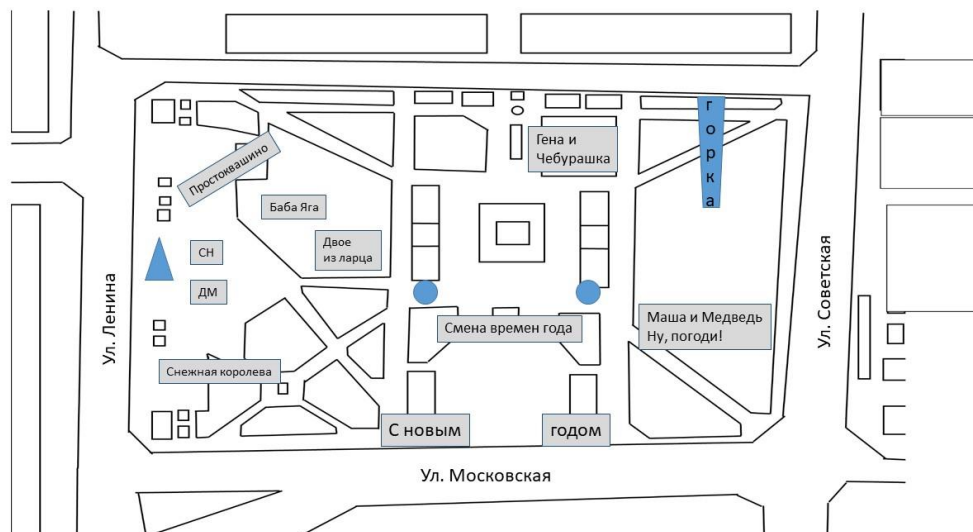 горка
Гена и
Чебурашка
Простоквашино
Баба Яга
Двое
из ларца
СН
ДМ
Ул. Ленина
Ул. Советская
Маша и Медведь
Ну, погоди!
Смена времен года
Снежная королева
С новым
годом
Ул. Московская